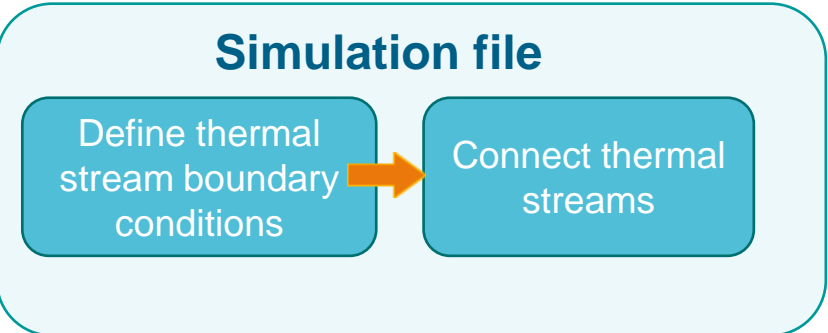 Simulation file
Define thermal
stream boundary
conditions
Connect thermal
streams